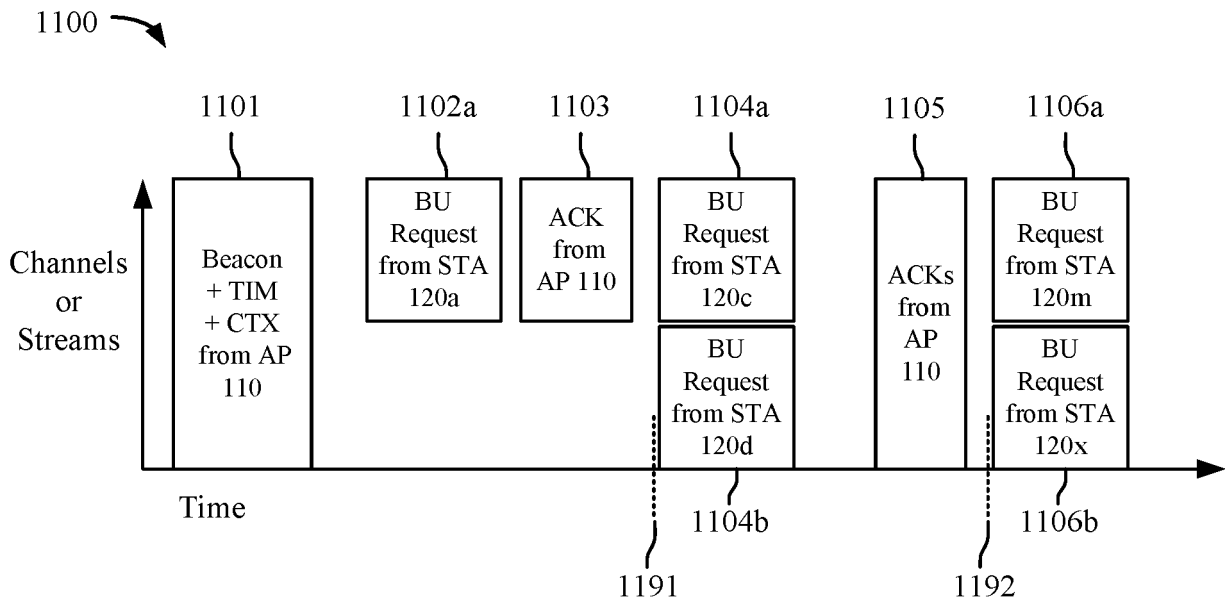 1100
1101
1102a
1103
1104a
1105
1106a
Channels
or
Streams
Beacon
+ TIM
+ CTX
from AP
110
BU
Request
from STA
120a
ACK
from
AP 110
BU
Request
from STA
120c
BU
Request
from STA
120d
ACKs
from
AP
110
BU
Request
from STA
120m
BU
Request
from STA
120x
Time
1104b
1106b
1191
1192